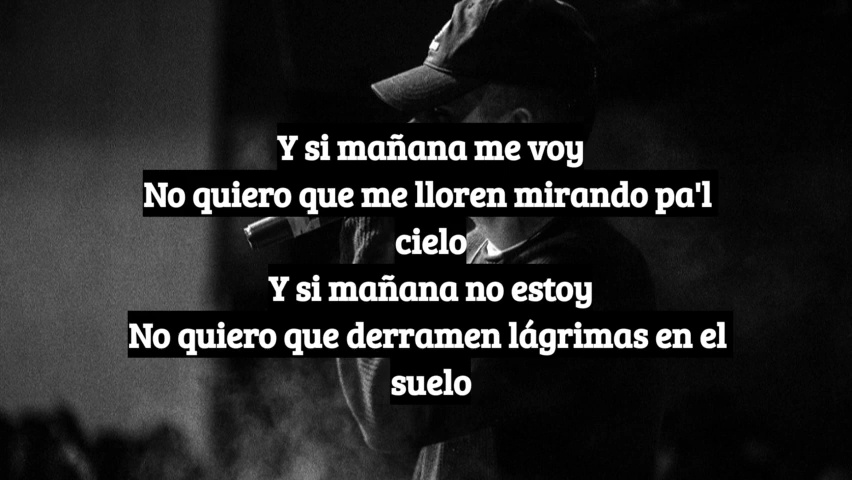 Y si mañana me voy
No quiero que me lloren mirando pa'l
cielo
Y si mañana no estoy
No quiero que derramen lágrimas en el
suelo